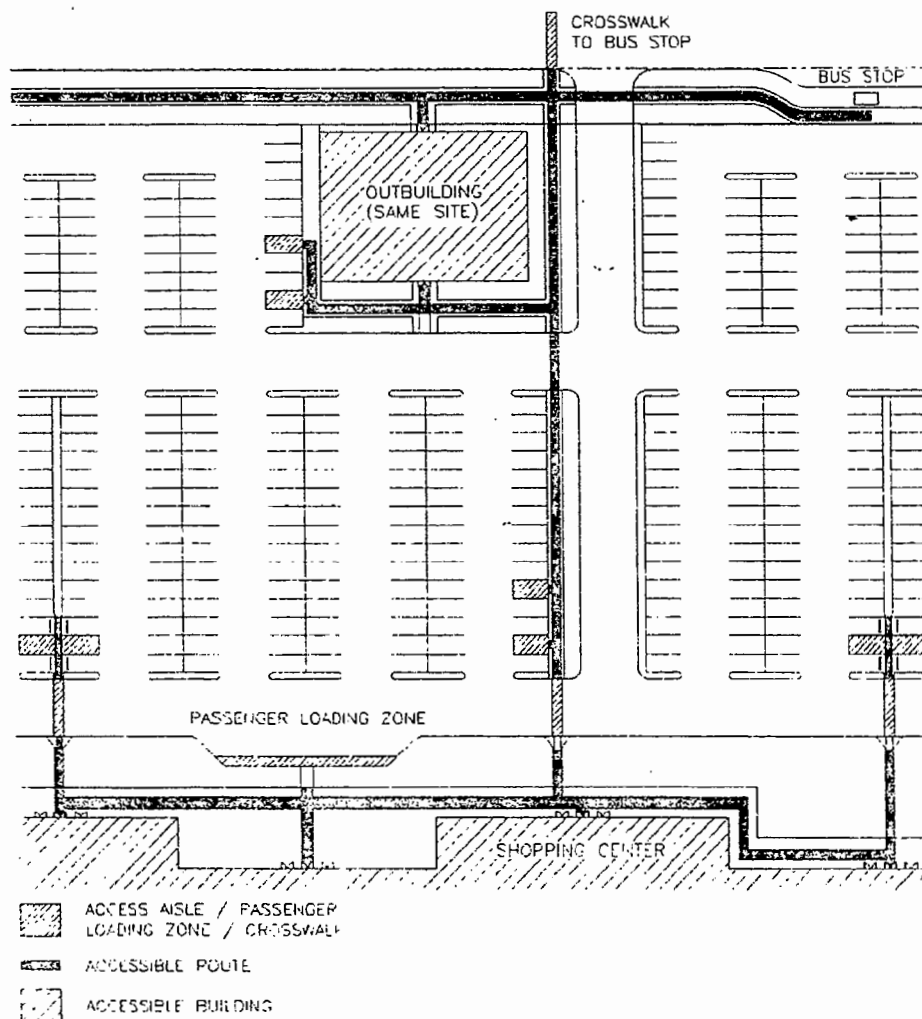 CROSSWALK
TO BUS STOP
BUS STOP
OUTBUILDING
(SAME SITE)
PASSENGER LOADING ZONE
SHOPPING CENTER
ACCESS AISLE / PASSENGER
LOADING ZONE / CROSSWALK
ACCESSIBLE ROUTE
ACCESSIBLE BUILDING